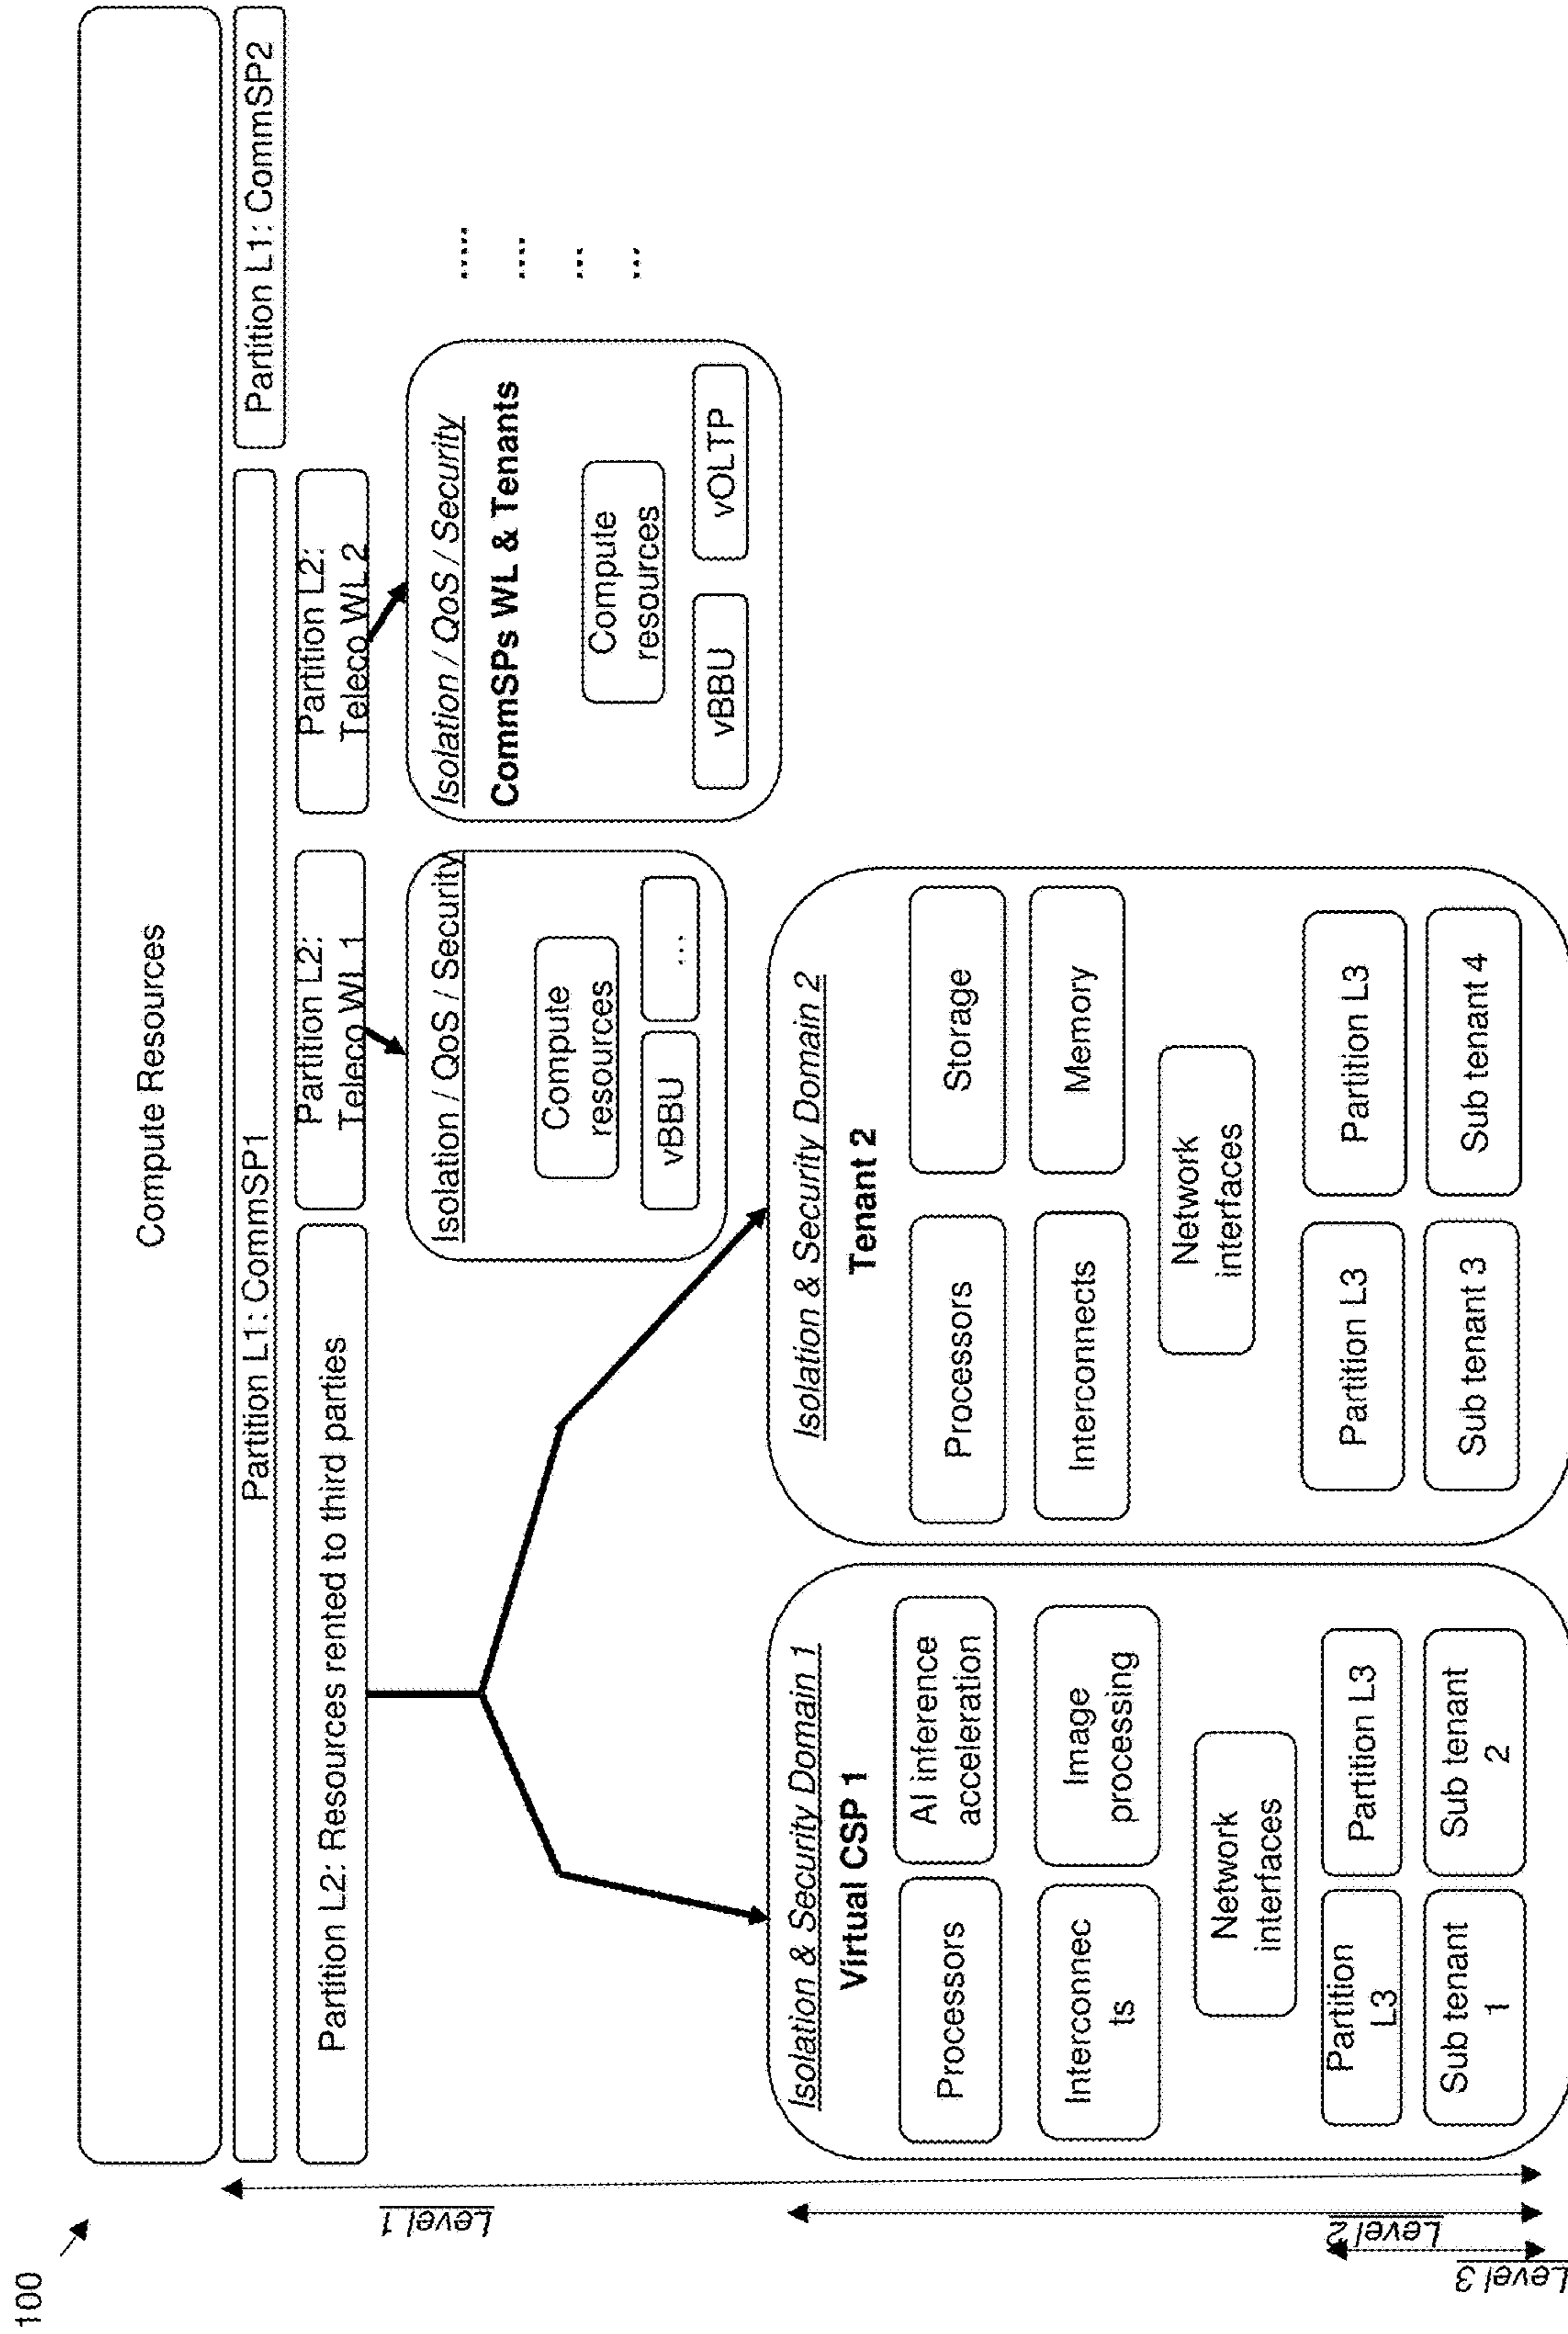 100
Compute Resources
Partition L1: CommSP1
Partition L1: CommSP2
Partition L2: Resources rented to third parties
Partition L2:
Teleco WL 1
Partition L2:
Teleco WL 2
Isolation / QoS / Security
Compute
resources
vBBU
...
Isolation / QoS / Security
CommSPs WL & Tenants
Compute
resources
vBBU
vOLTP
.....
....
...
...
Isolation & Security Domain 1
Virtual CSP 1
Processors
AI inference
acceleration
Interconnec
ts
Image
processing
Network
interfaces
Partition
L3
Partition L3
Sub tenant
1
Sub tenant
2
Isolation & Security Domain 2
Tenant 2
Processors
Storage
Interconnects
Memory
Network
interfaces
Partition L3
Partition L3
Sub tenant 3
Sub tenant 4
Level 1
Level 2
Level 3